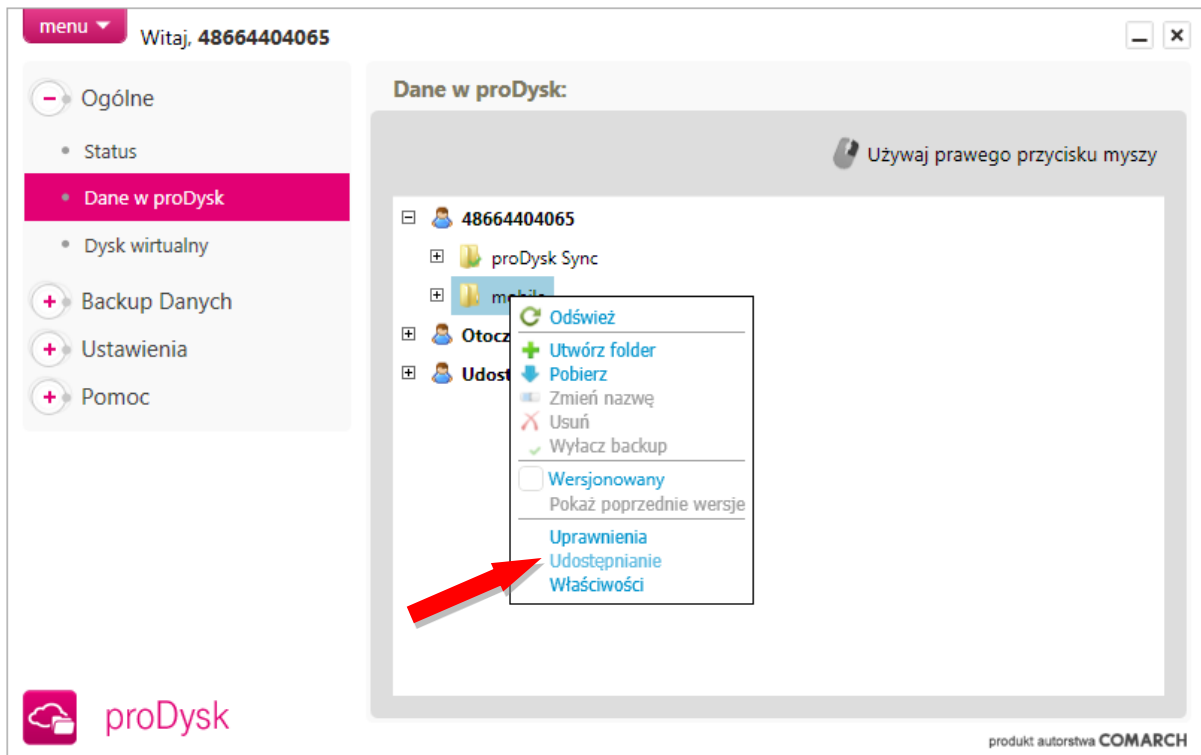 menu
Witaj, 48664404065
Ogólne
Status
Dane w proDysk
Dysk wirtualny
Backup Danych
Ustawienia
Pomoc
Dane w proDysk:
Używaj prawego przycisku myszy
48664404065
proDysk Sync
Otocz
Udost
Odśwież
Utwórz folder
Pobierz
Zmień nazwę
Usuń
Wyłacz backup
Wersjonowany
Pokaż poprzednie wersje
Uprawnienia
Udostępnianie
Właściwości
proDysk
produkt autorstwa COMARCH